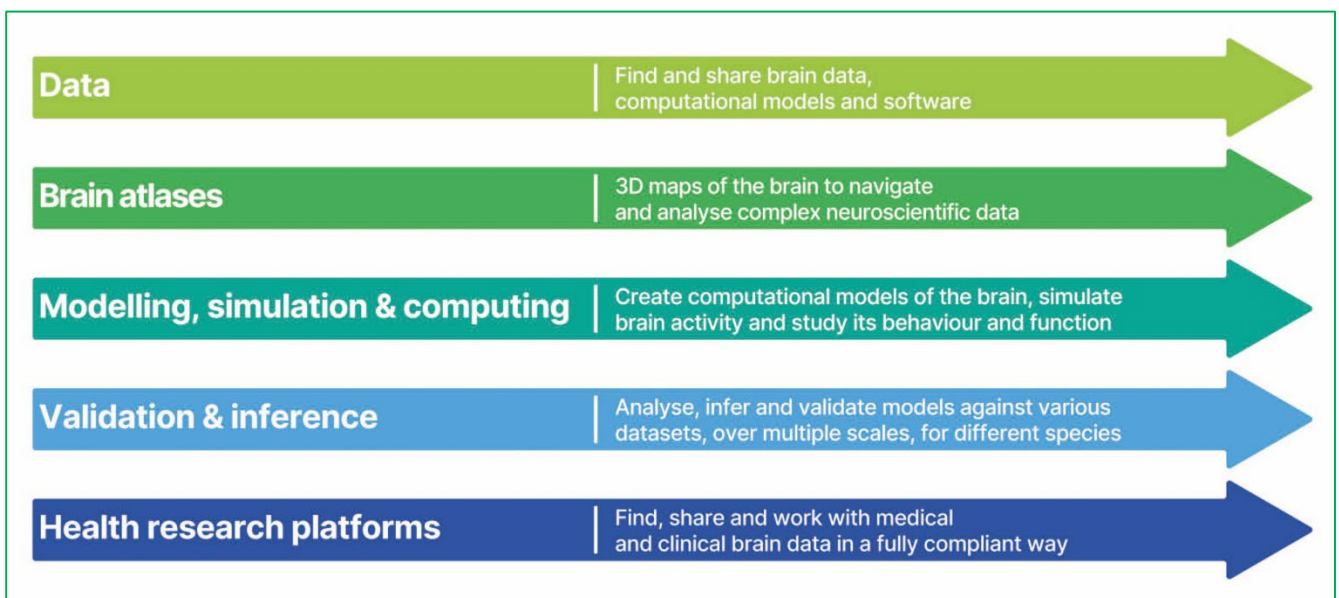 Data
Find and share brain data,
computational models and software
Brain atlases
3D maps of the brain to navigate
and analyse complex neuroscientific data
Modelling, simulation & computing
Create computational models of the brain, simulate
brain activity and study its behaviour and function
Validation & inference
Analyse, infer and validate models against various
datasets, over multiple scales, for different species
Health research platforms
Find, share and work with medical
and clinical brain data in a fully compliant way